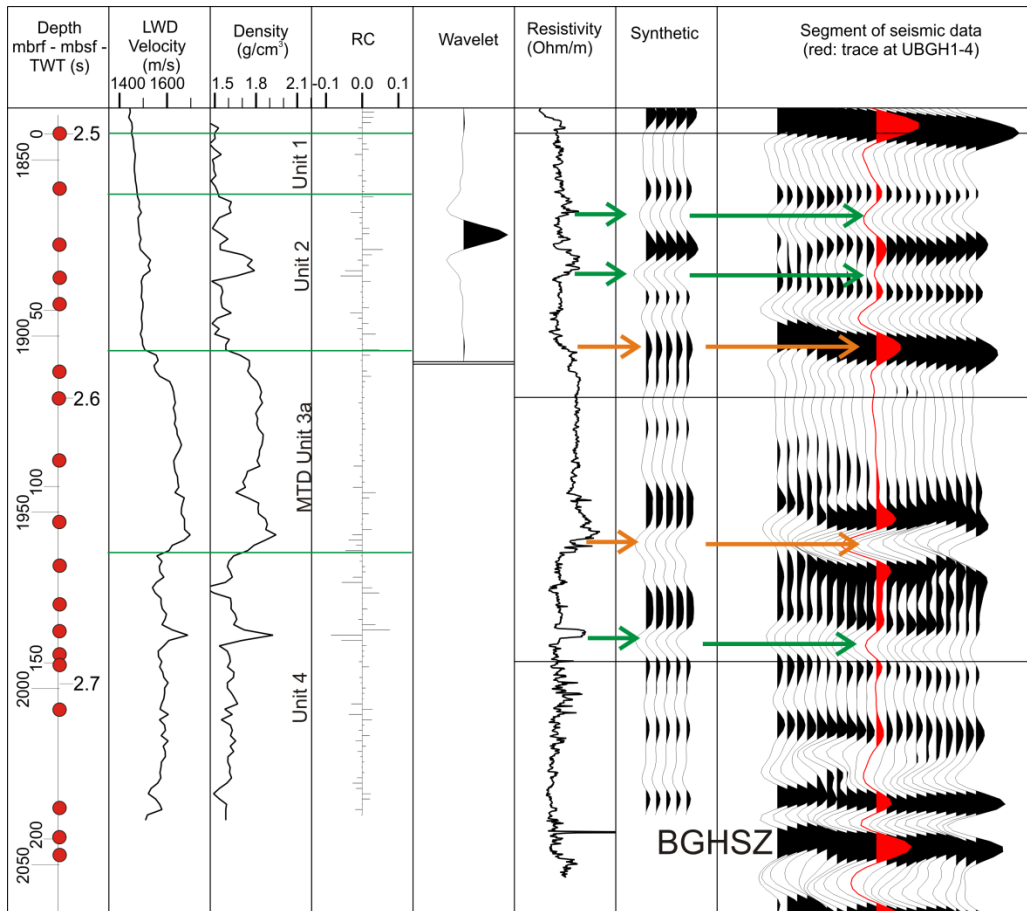 Depth
mbrf - mbsf -
TWT (s)
LWD
Velocity
(m/s)
1400 1600
Density
(g/cm³)
1.5 1.8 2.1
RC
-0.1 0.0 0.1
Wavelet
Resistivity
(Ohm/m)
Synthetic
Segment of seismic data
(red: trace at UBGH1-4)
0
2.5
1850
50
1900
2.6
100
1950
150
2.7
2000
200
2050
Unit 1
Unit 2
MTD Unit 3a
Unit 4
BGHSZ